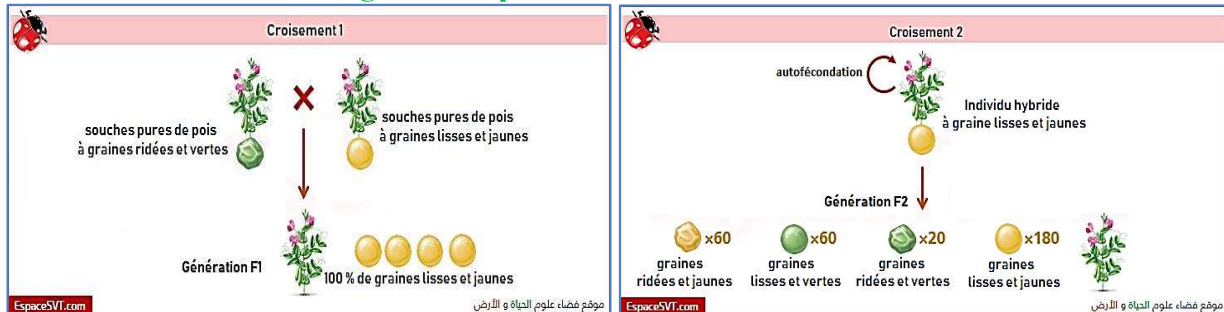 Croisement 1
souches pures de pois
à graines ridées et vertes
souches pures de pois
à graines lisses et jaunes
Génération F1
100 % de graines lisses et jaunes
EspaceSVT.com
موقع فضاء علوم الحياة و الأرض
Croisement 2
autofécondation
Individu hybride
à graine lisses et jaunes
Génération F2
×60
×60
×20
×180
graines
ridées et jaunes
graines
lisses et vertes
graines
ridées et vertes
graines
lisses et jaunes
EspaceSVT.com
موقع فضاء علوم الحياة و الأرض